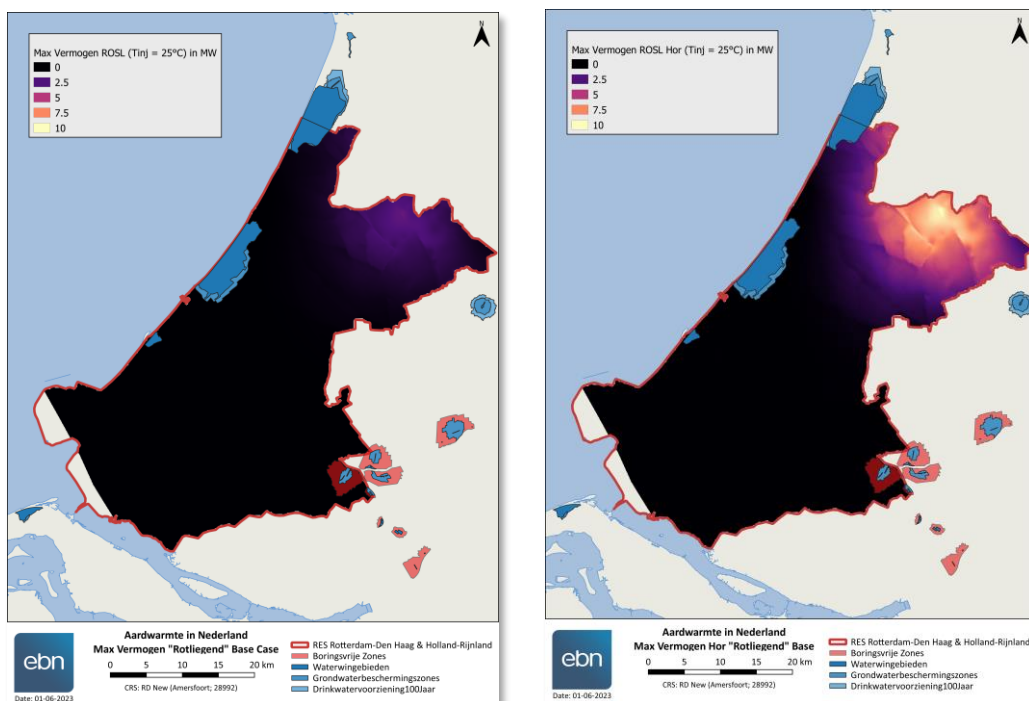 N
Max Vermogen ROSL (Tinj = 25°C) in MW
0
2.5
5
7.5
10
ebn
Date: 01-06-2023
Aardwarmte in Nederland
Max Vermogen "Rotliegend" Base Case
0 5 10 15 20 km
CRS: RD New (Amersfoort; 28992)
RES Rotterdam-Den Haag & Holland-Rijnland
Boringsvrije Zones
Waterwingebieden
Grondwaterbeschermingszones
Drinkwatervoorziening100Jaar
N
Max Vermogen ROSL Hor (Tinj = 25°C) in MW
0
2.5
5
7.5
10
ebn
Date: 01-06-2023
Aardwarmte in Nederland
Max Vermogen Hor "Rotliegend" Base
0 5 10 15 20 km
CRS: RD New (Amersfoort; 28992)
RES Rotterdam-Den Haag & Holland-Rijnland
Boringsvrije Zones
Waterwingebieden
Grondwaterbeschermingszones
Drinkwatervoorziening100Jaar